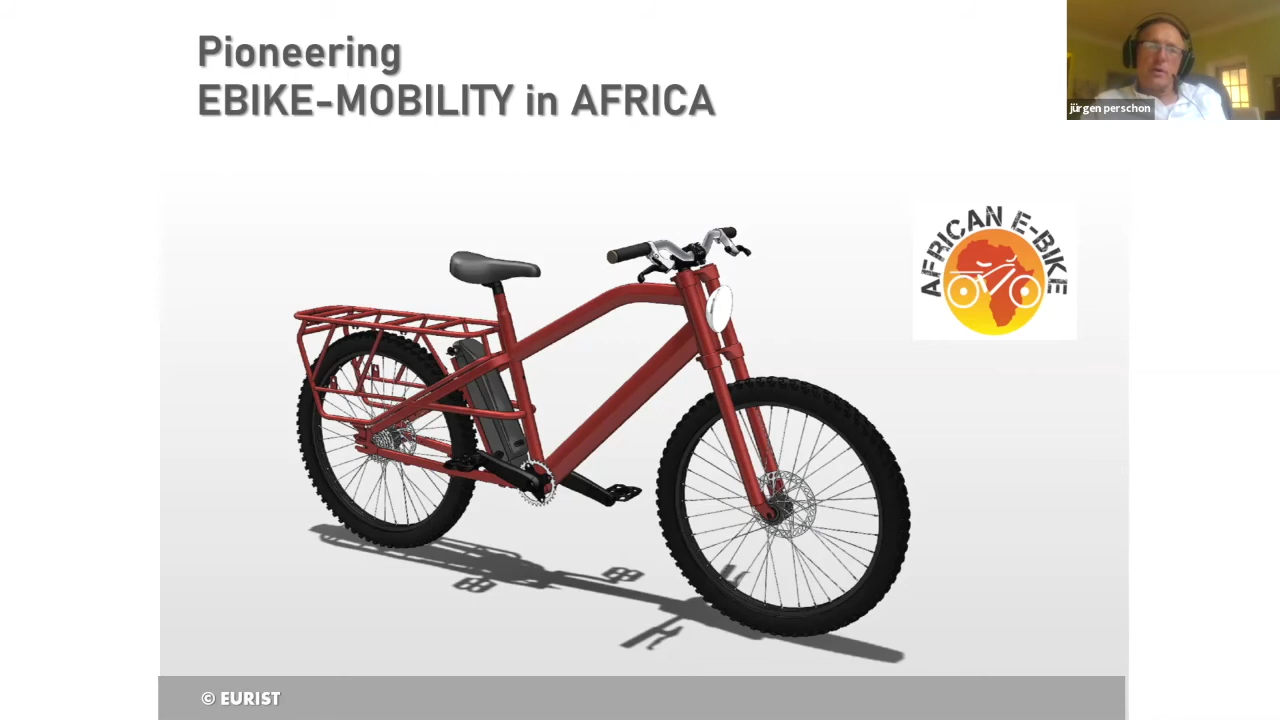 Pioneering
EBIKE-MOBILITY in AFRICA
jürgen perschon
AFRICAN E-BIKE
© EURIST